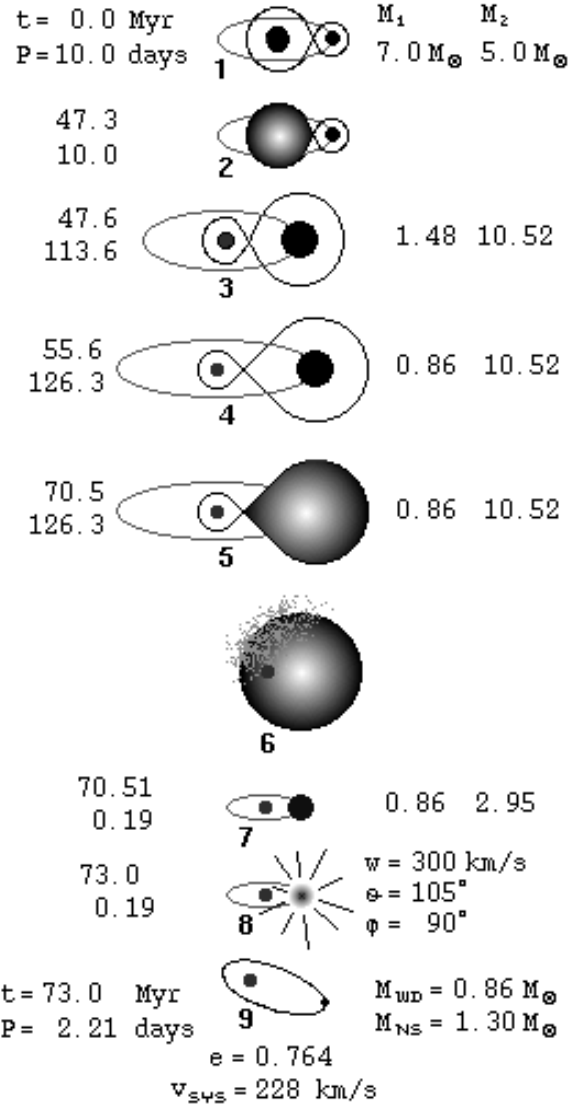 t= 0.0 Myr M₁ M₂
P=10.0 days 7.0 M⊙ 5.0 M⊙
1
47.3
10.0
2
47.6
113.6 1.48 10.52
3
55.6
126.3 0.86 10.52
4
70.5
126.3 0.86 10.52
5
6
70.51
0.19 0.86 2.95
7
73.0 w = 300 km/s
0.19 θ = 105°
8 φ = 90°
t=73.0 Myr M_WD = 0.86 M⊙
P= 2.21 days M_NS = 1.30 M⊙
9
e = 0.764
v_sys = 228 km/s